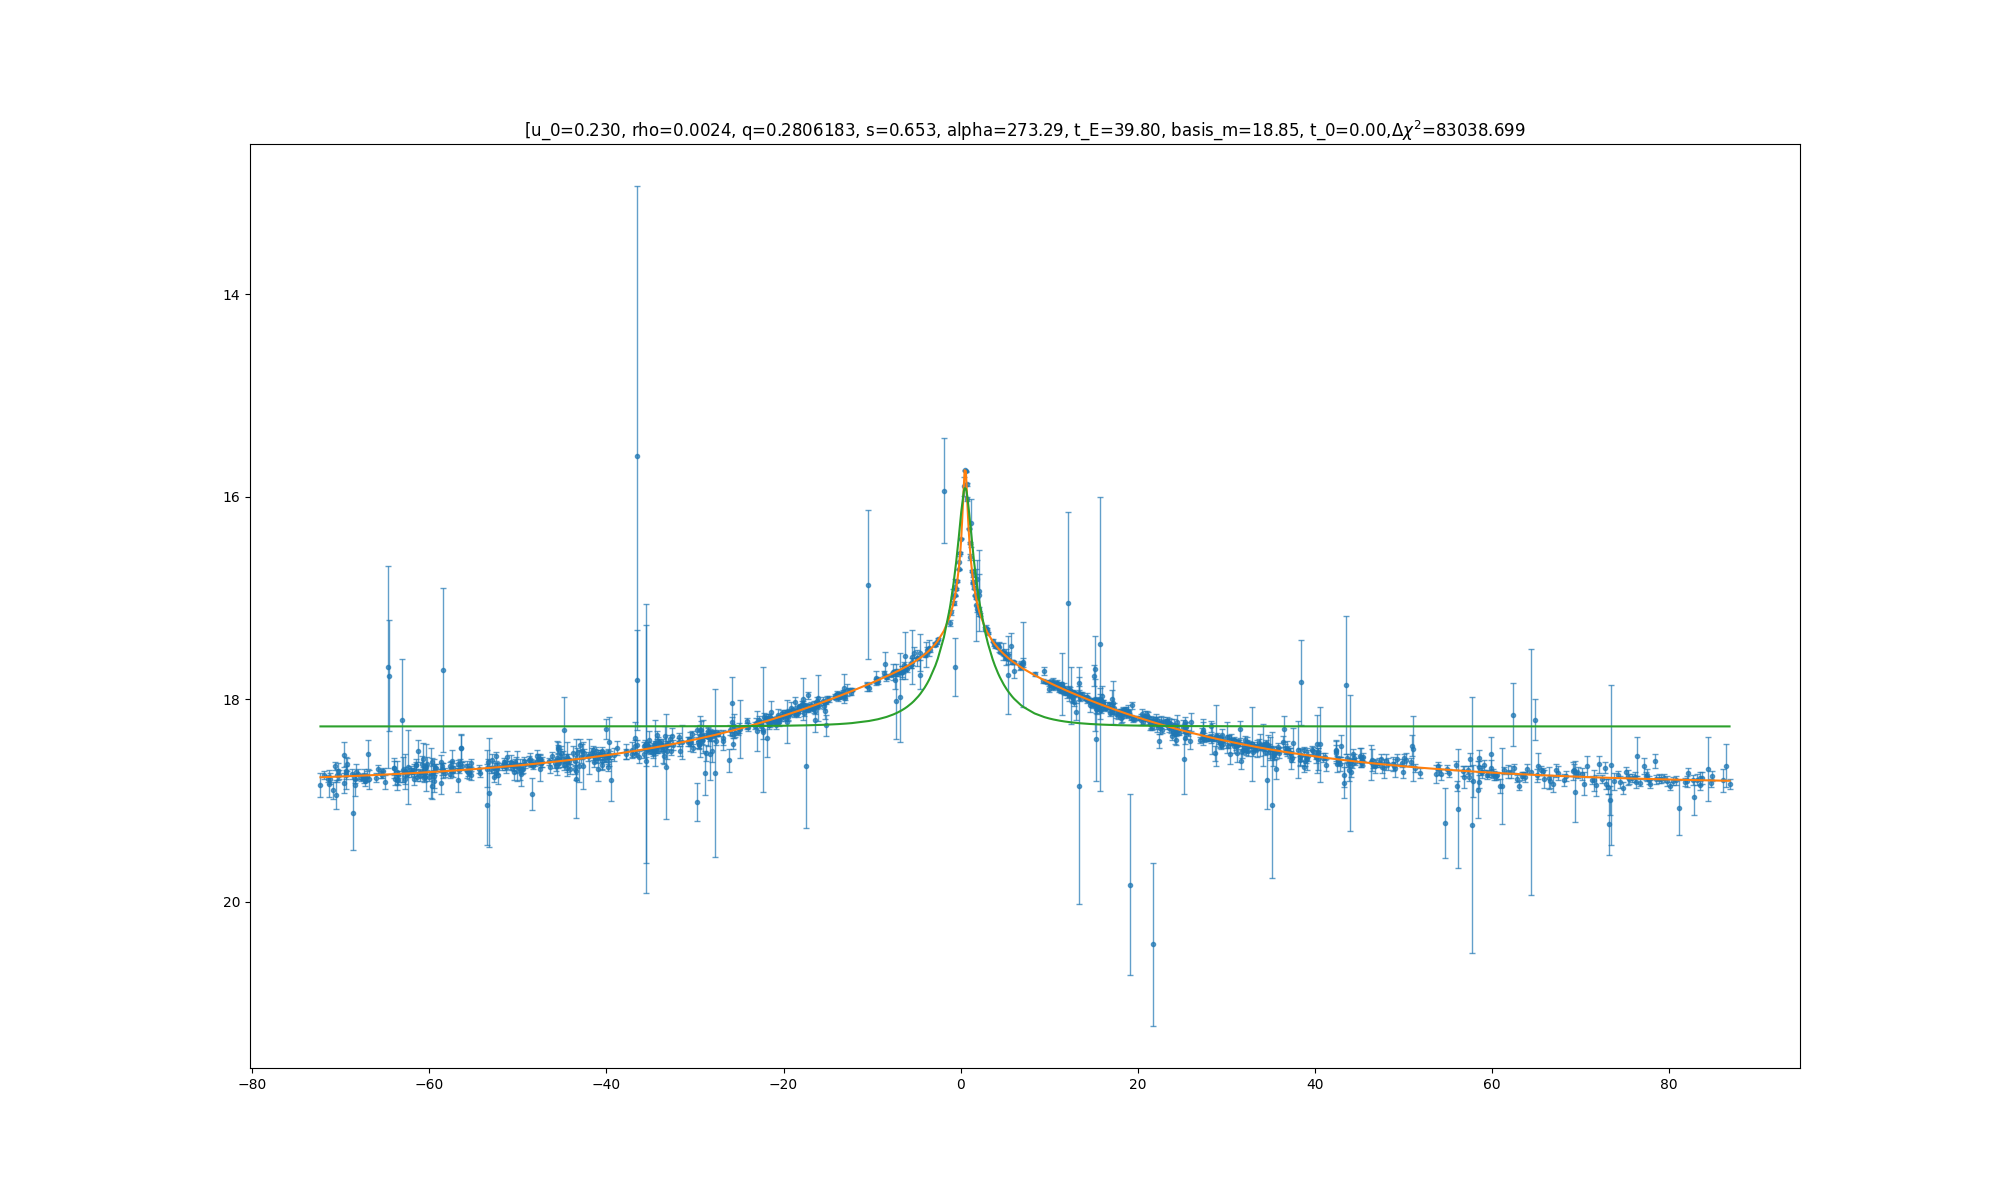 [u_0=0.230, rho=0.0024, q=0.2806183, s=0.653, alpha=273.29, t_E=39.80, basis_m=18.85, t_0=0.00,Δχ²=83038.699
14
16
18
20
−80 −60 −40 −20 0 20 40 60 80